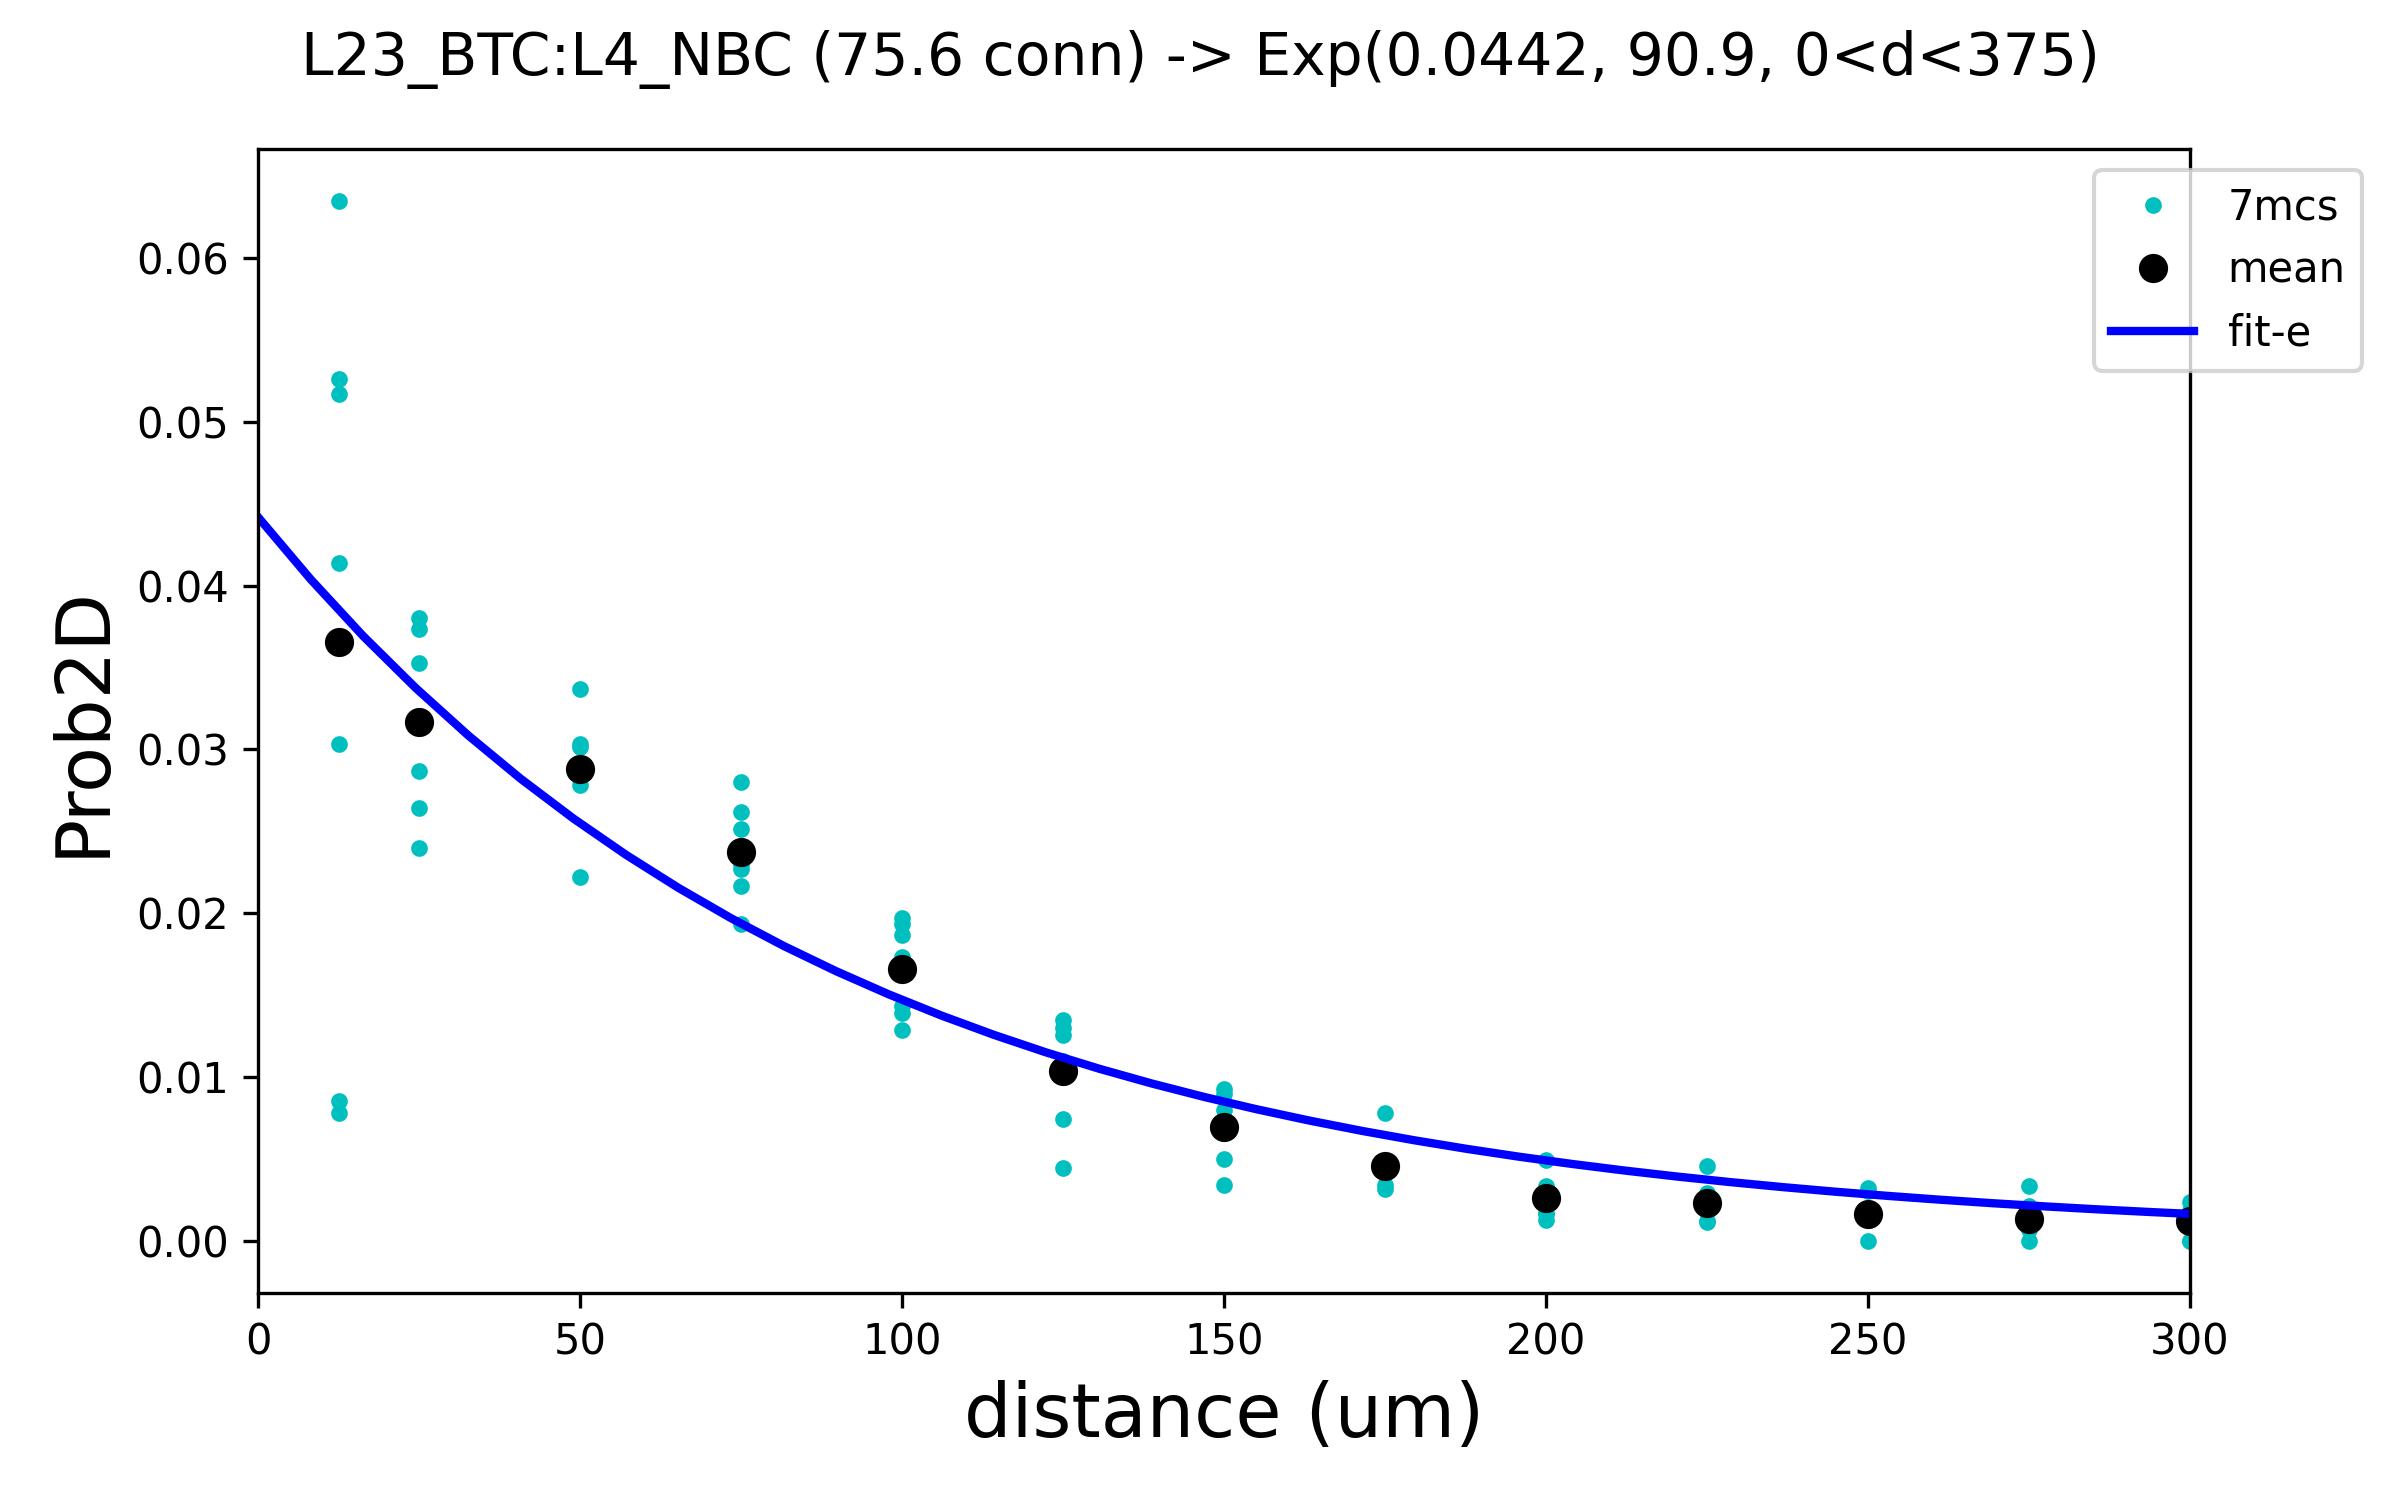 L23_BTC:L4_NBC (75.6 conn) -> Exp(0.0442, 90.9, 0<d<375)
7mcs
mean
fit-e
Prob2D
0.06
0.05
0.04
0.03
0.02
0.01
0.00
0 50 100 150 200 250 300
distance (um)